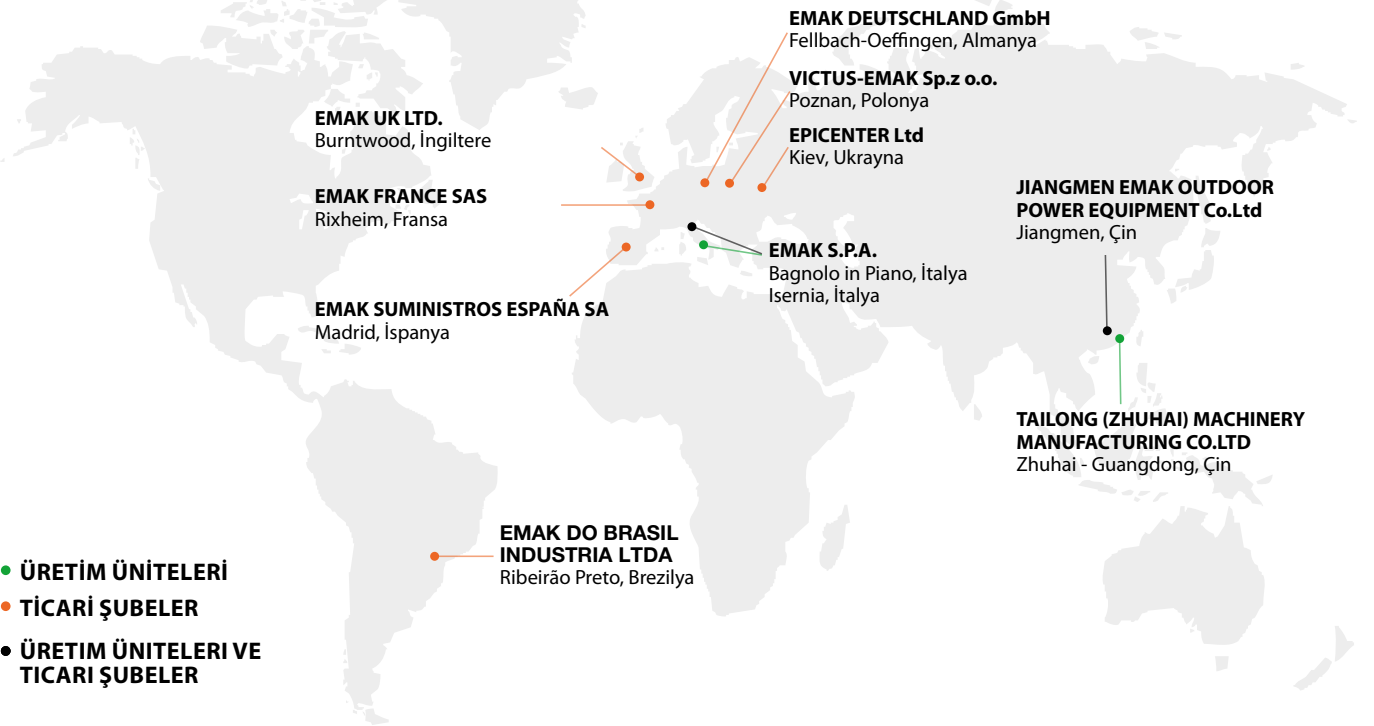 EMAK DEUTSCHLAND GmbH
Fellbach-Oeffingen, Almanya
VICTUS-EMAK Sp.z o.o.
Poznan, Polonya
EPICENTER Ltd
Kiev, Ukrayna
EMAK UK LTD.
Burntwood, İngiltere
EMAK FRANCE SAS
Rixheim, Fransa
EMAK SUMINISTROS ESPAÑA SA
Madrid, İspanya
EMAK S.P.A.
Bagnolo in Piano, İtalya
Isernia, İtalya
JIANGMEN EMAK OUTDOOR
POWER EQUIPMENT Co.Ltd
Jiangmen, Çin
TAILONG (ZHUHAI) MACHINERY
MANUFACTURING CO.LTD
Zhuhai - Guangdong, Çin
EMAK DO BRASIL
INDUSTRIA LTDA
Ribeirão Preto, Brezilya
ÜRETİM ÜNİTELERİ
TİCARİ ŞUBELER
ÜRETIM ÜNITELERI VE
TICARI ŞUBELER